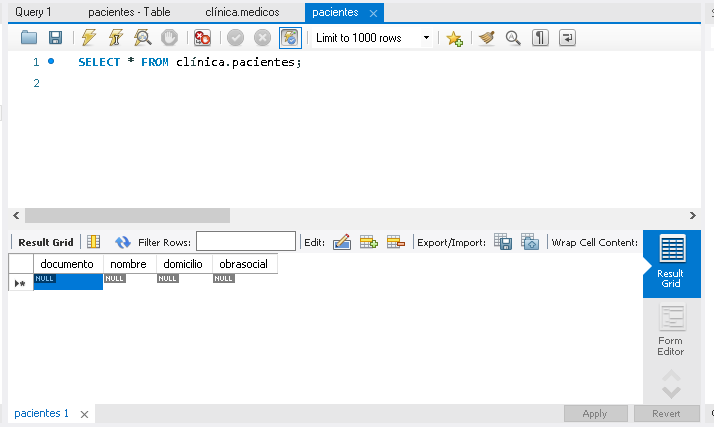 Query 1 pacientes - Table clínica.medicos pacientes
Limit to 1000 rows
1 SELECT * FROM clínica.pacientes;
2
Result Grid Filter Rows: Edit: Export/Import: Wrap Cell Content:
documento nombre domicilio obrasocial
NULL NULL NULL NULL
Result
Grid
Form
Editor
pacientes 1 Apply Revert